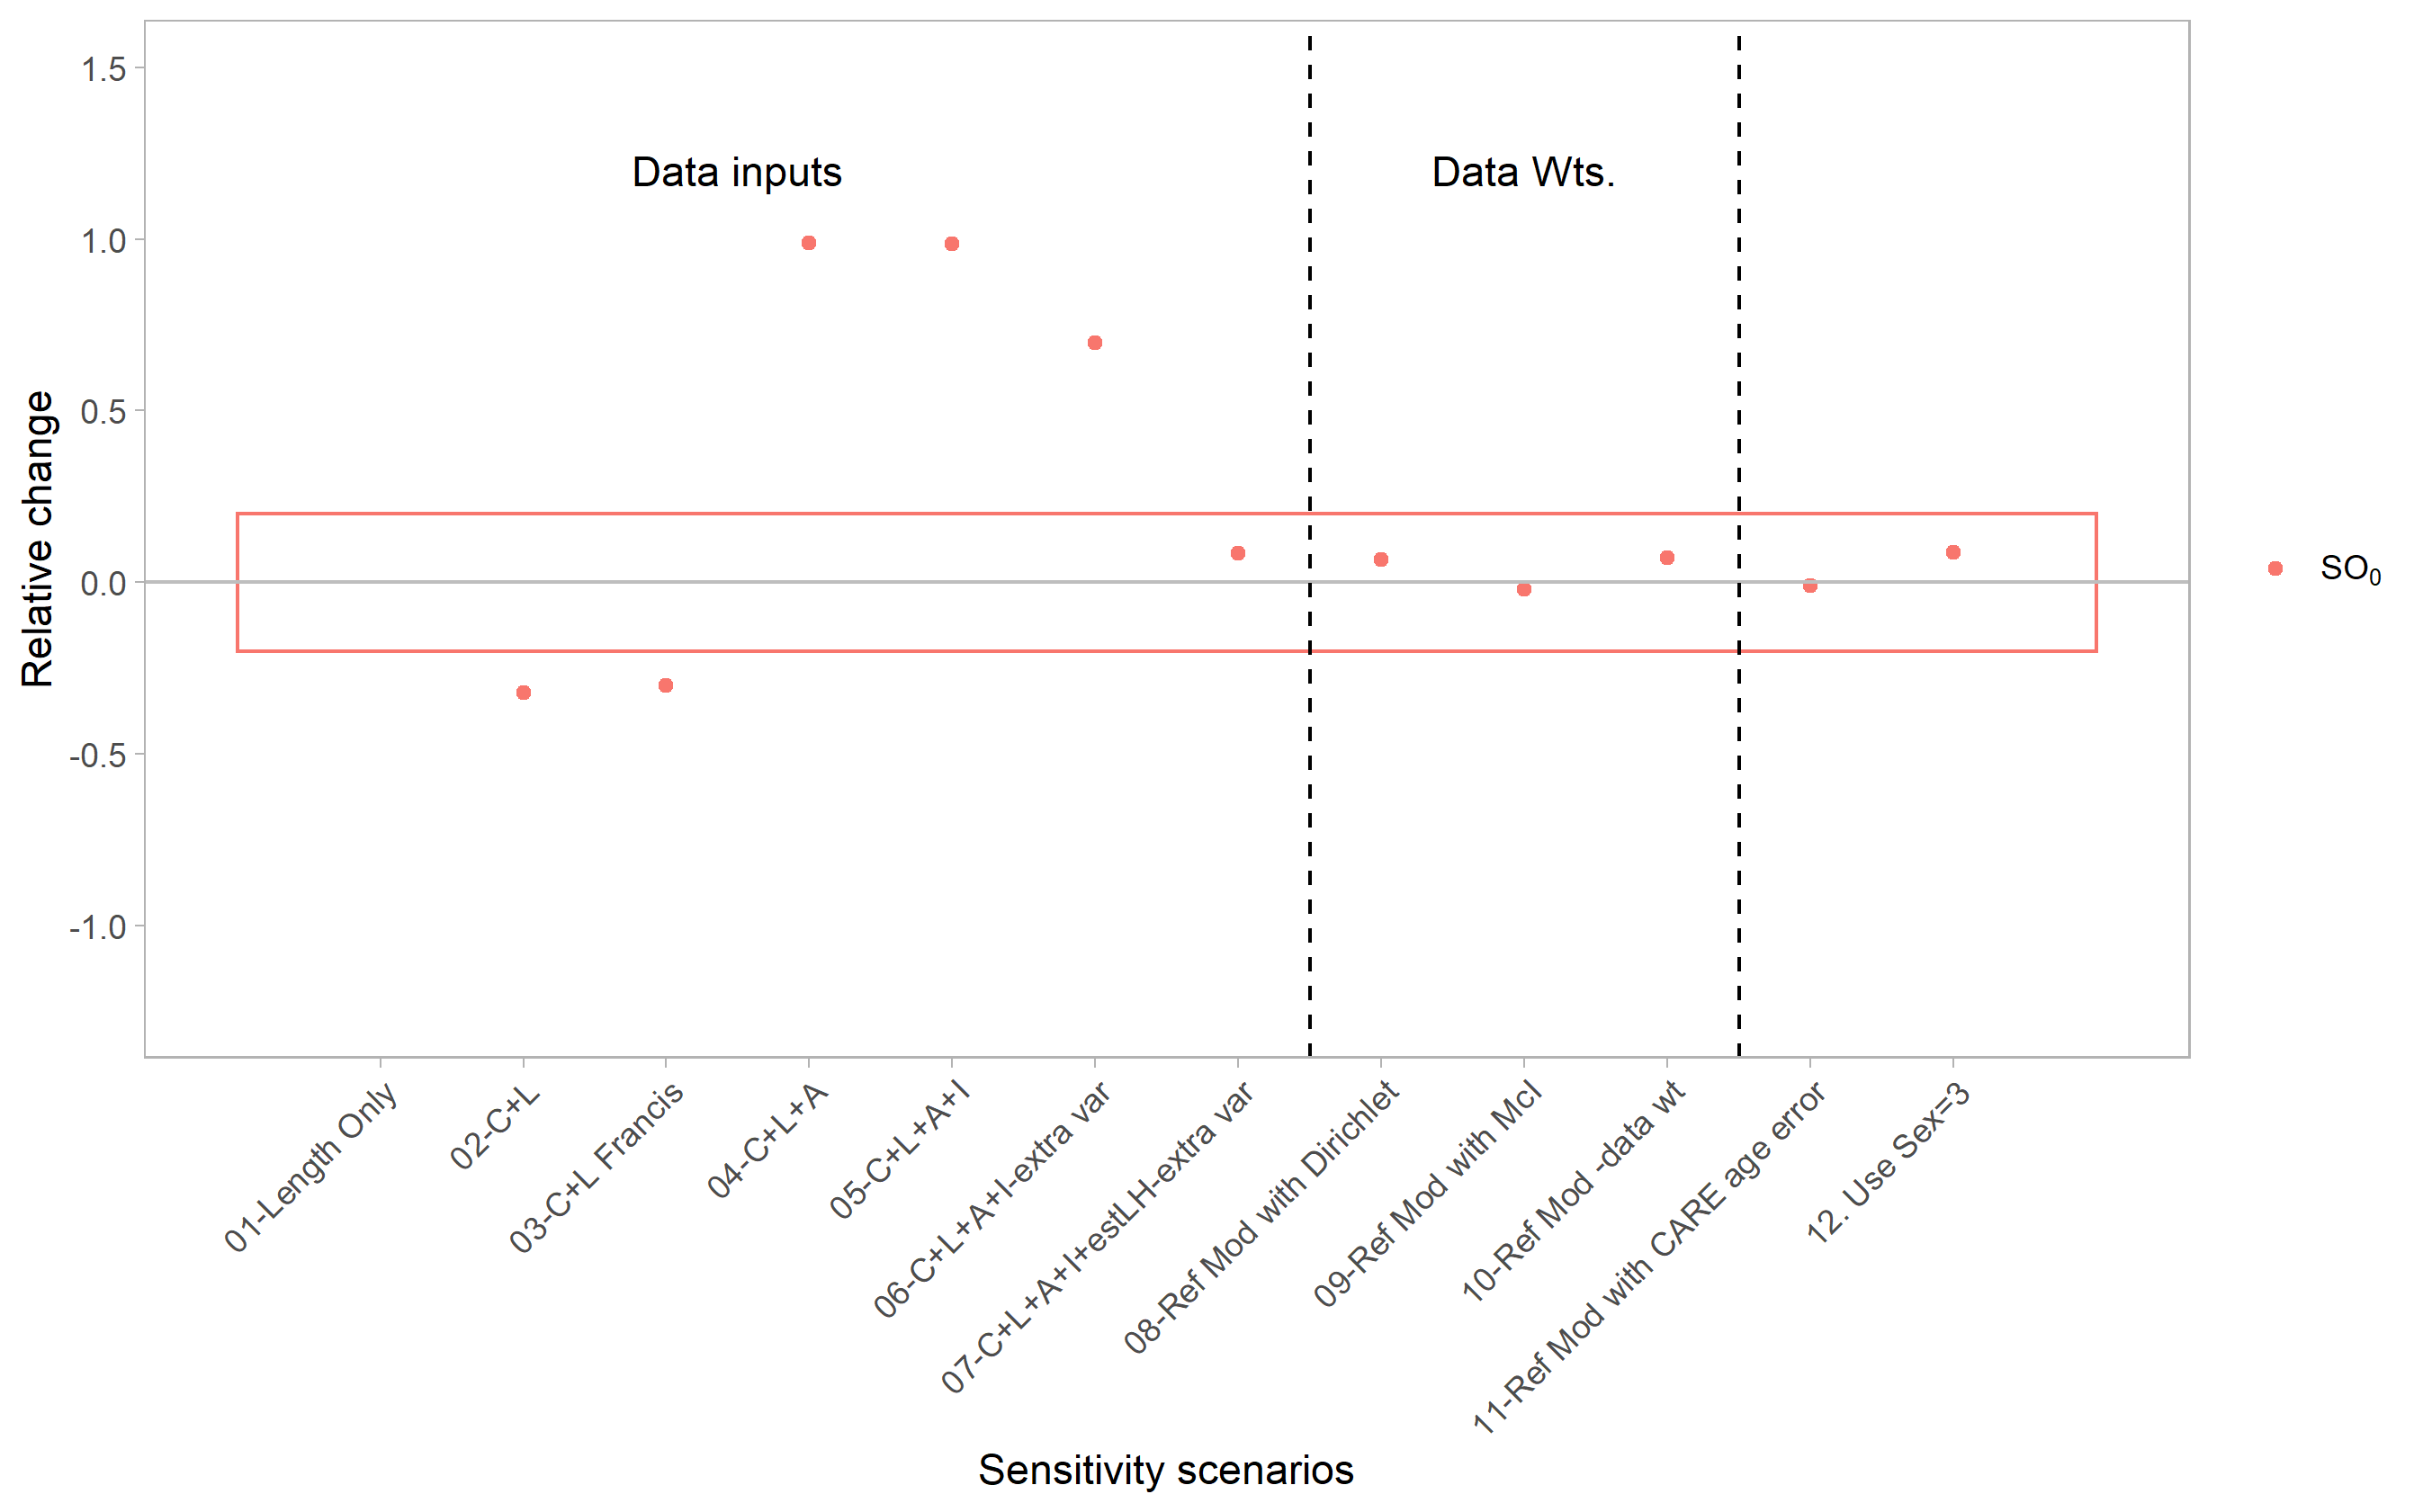 1.5
1.0
0.5
0.0
-0.5
-1.0
Relative change
Data inputs
Data Wts.
SO0
01-Length Only
02-C+L
03-C+L Francis
04-C+L+A
05-C+L+A+I
06-C+L+A+I-extra var
07-C+L+A+I+estLH-extra var
08-Ref Mod with Dirichlet
09-Ref Mod with McI
10-Ref Mod -data wt
11-Ref Mod with CARE age error
12. Use Sex=3
Sensitivity scenarios